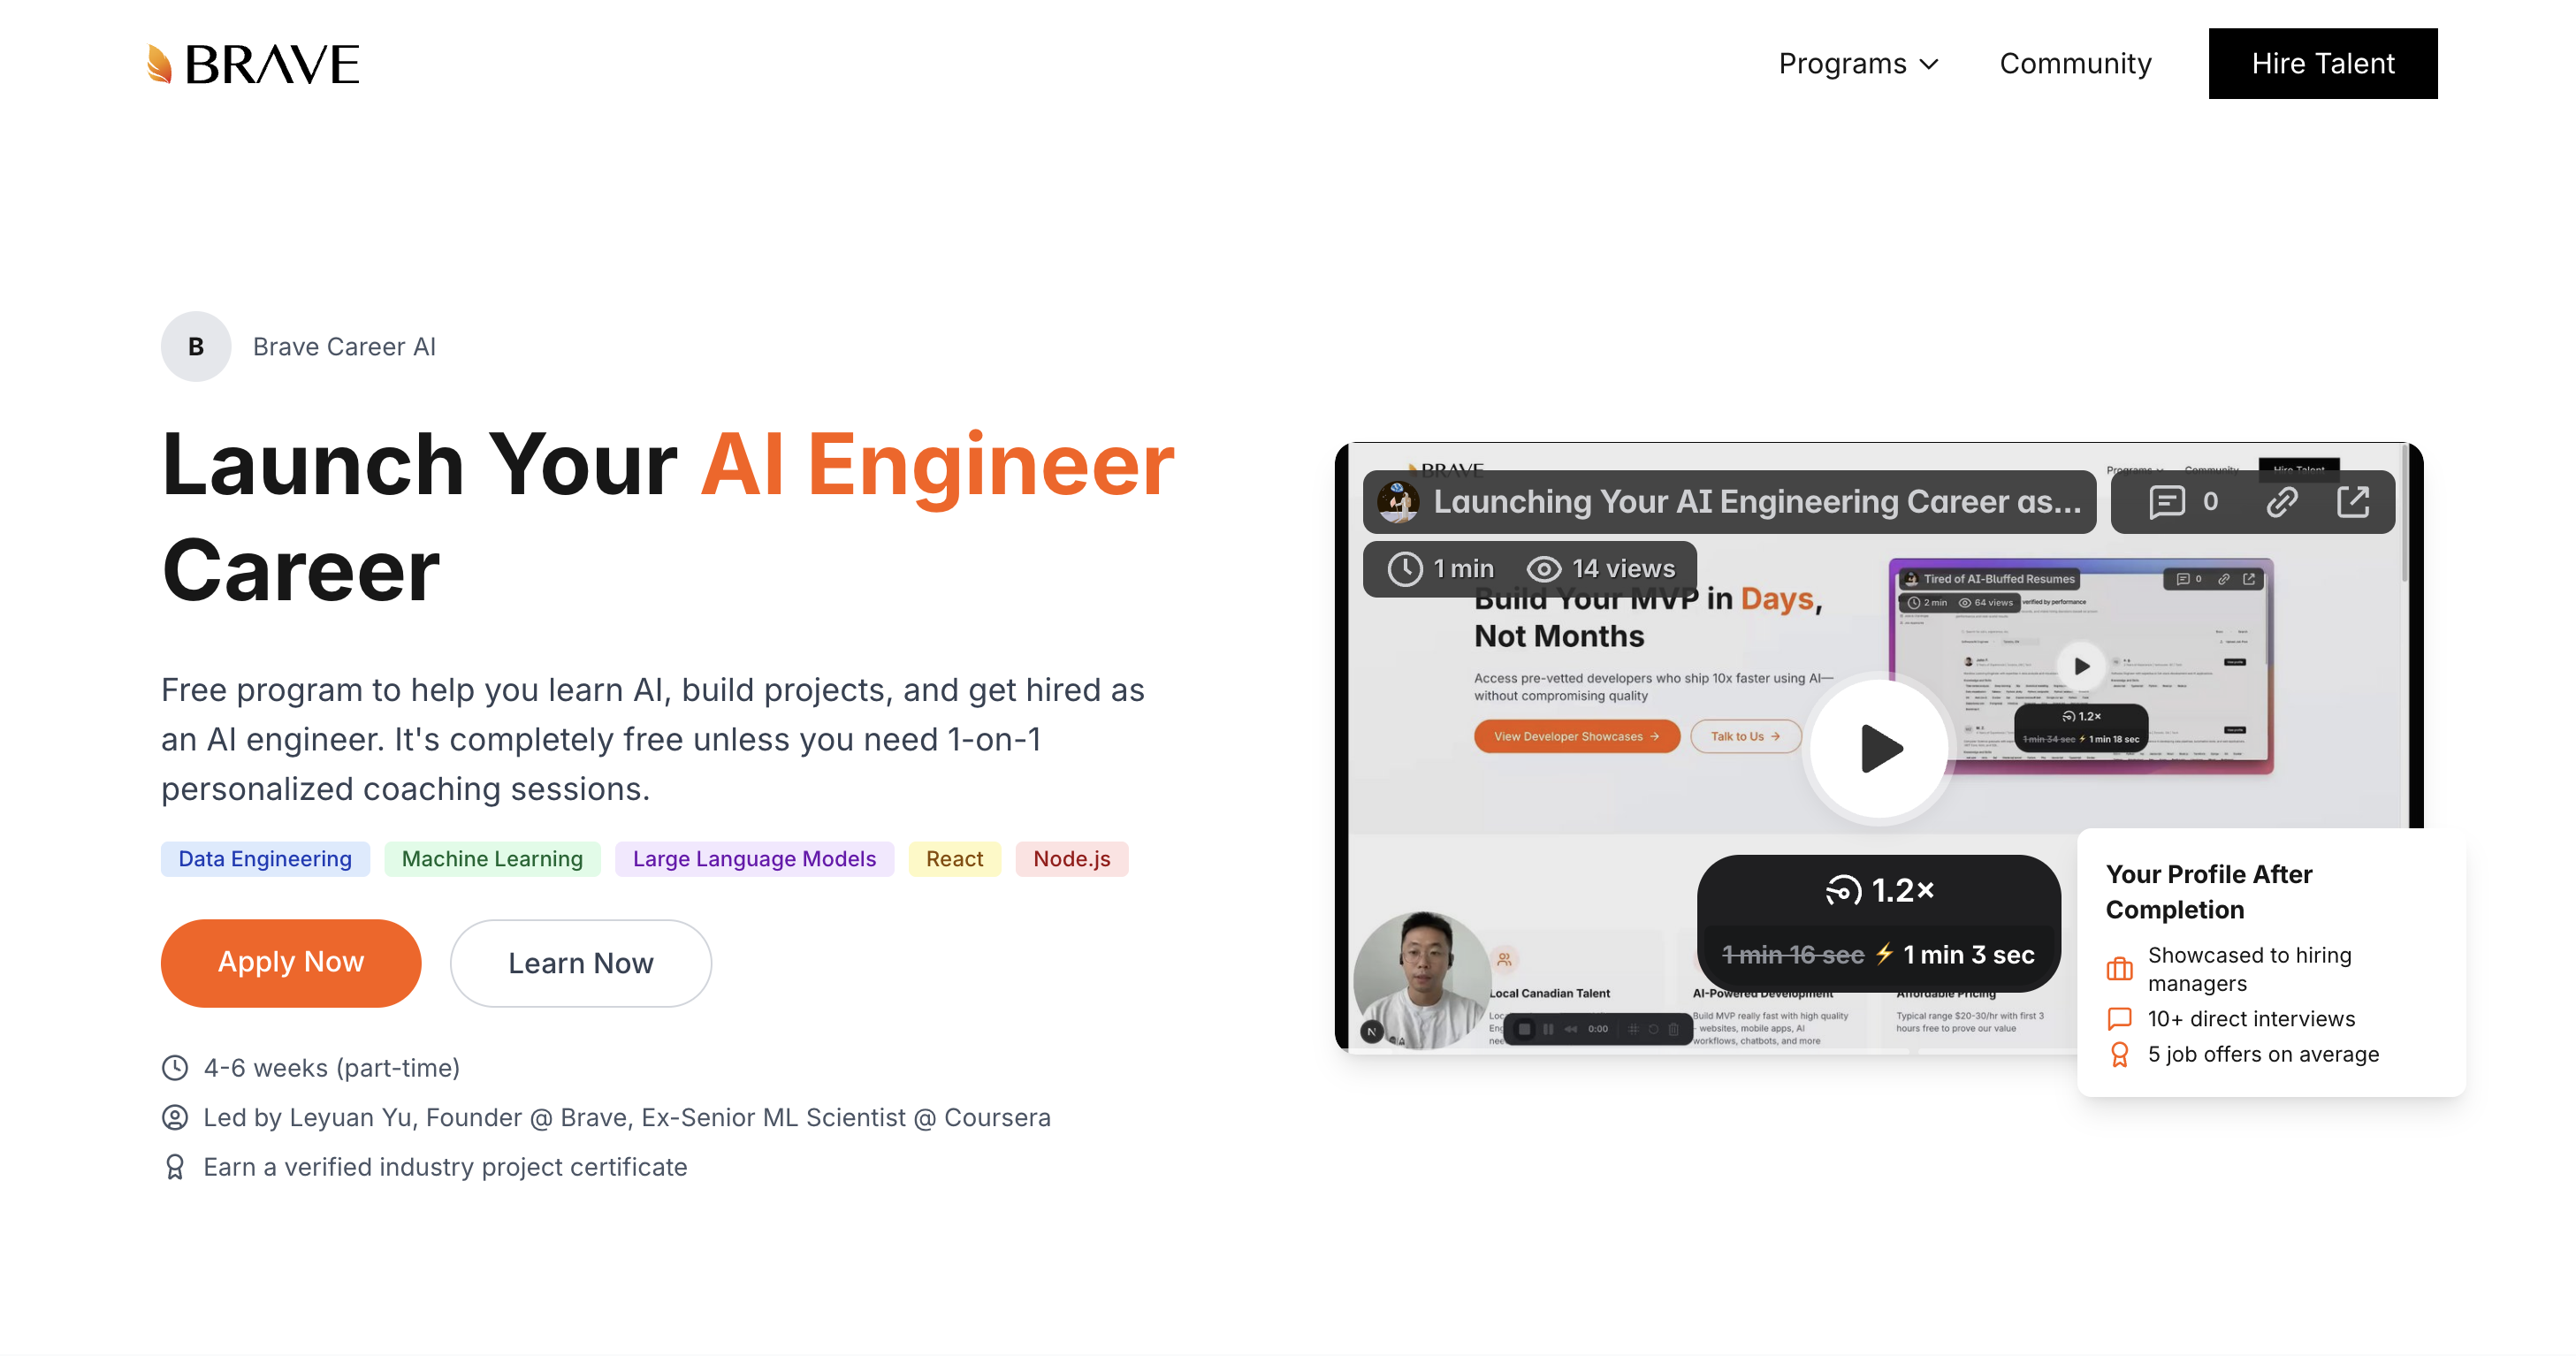 BRAVE
Programs
Community
Hire Talent
B
Brave Career AI
Launch Your AI Engineer
Career
Free program to help you learn AI, build projects, and get hired as
an AI engineer. It's completely free unless you need 1-on-1
personalized coaching sessions.
Data Engineering
Machine Learning
Large Language Models
React
Node.js
Apply Now
Learn Now
4-6 weeks (part-time)
Led by Leyuan Yu, Founder @ Brave, Ex-Senior ML Scientist @ Coursera
Earn a verified industry project certificate
BRAVE
Programs
Community
Hire Talent
Launching Your AI Engineering Career as...
0
1 min
14 views
Build Your MVP in Days,
Not Months
Access pre-vetted developers who ship 10x faster using AI—
without compromising quality
View Developer Showcases →
Talk to Us →
Tired of AI-Bluffed Resumes
0
2 min
64 views
verified by performance
1.2×
1 min 34 sec ⚡ 1 min 18 sec
1.2×
1 min 16 sec ⚡ 1 min 3 sec
Local Canadian Talent
0:00
N
AI-Powered Development
Build MVP really fast with high quality
- websites, mobile apps, AI
workflows, chatbots, and more
Affordable Pricing
Typical range $20-30/hr with first 3
hours free to prove our value
Your Profile After
Completion
Showcased to hiring
managers
10+ direct interviews
5 job offers on average